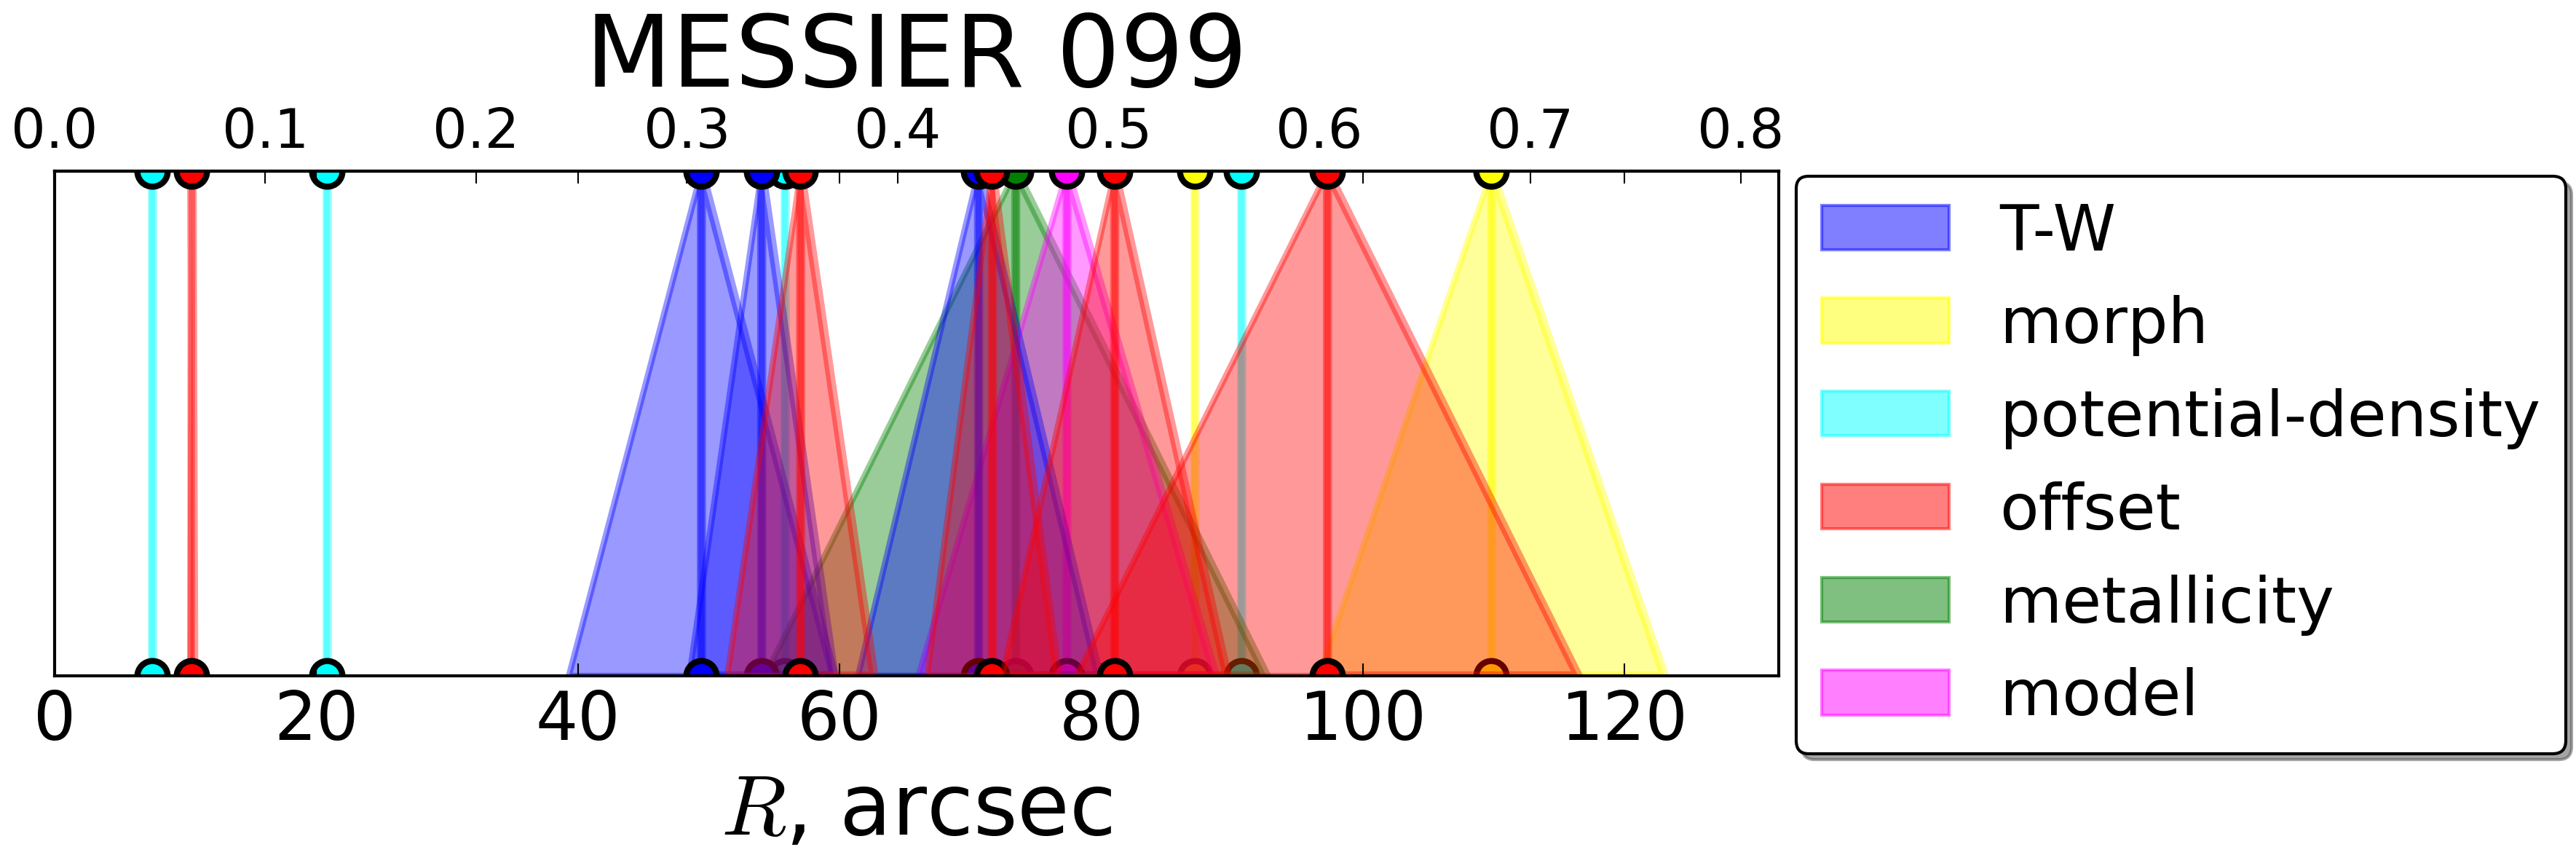 MESSIER 099
0.0 0.1 0.2 0.3 0.4 0.5 0.6 0.7 0.8
T-W
morph
potential-density
offset
metallicity
model
0 20 40 60 80 100 120
R, arcsec